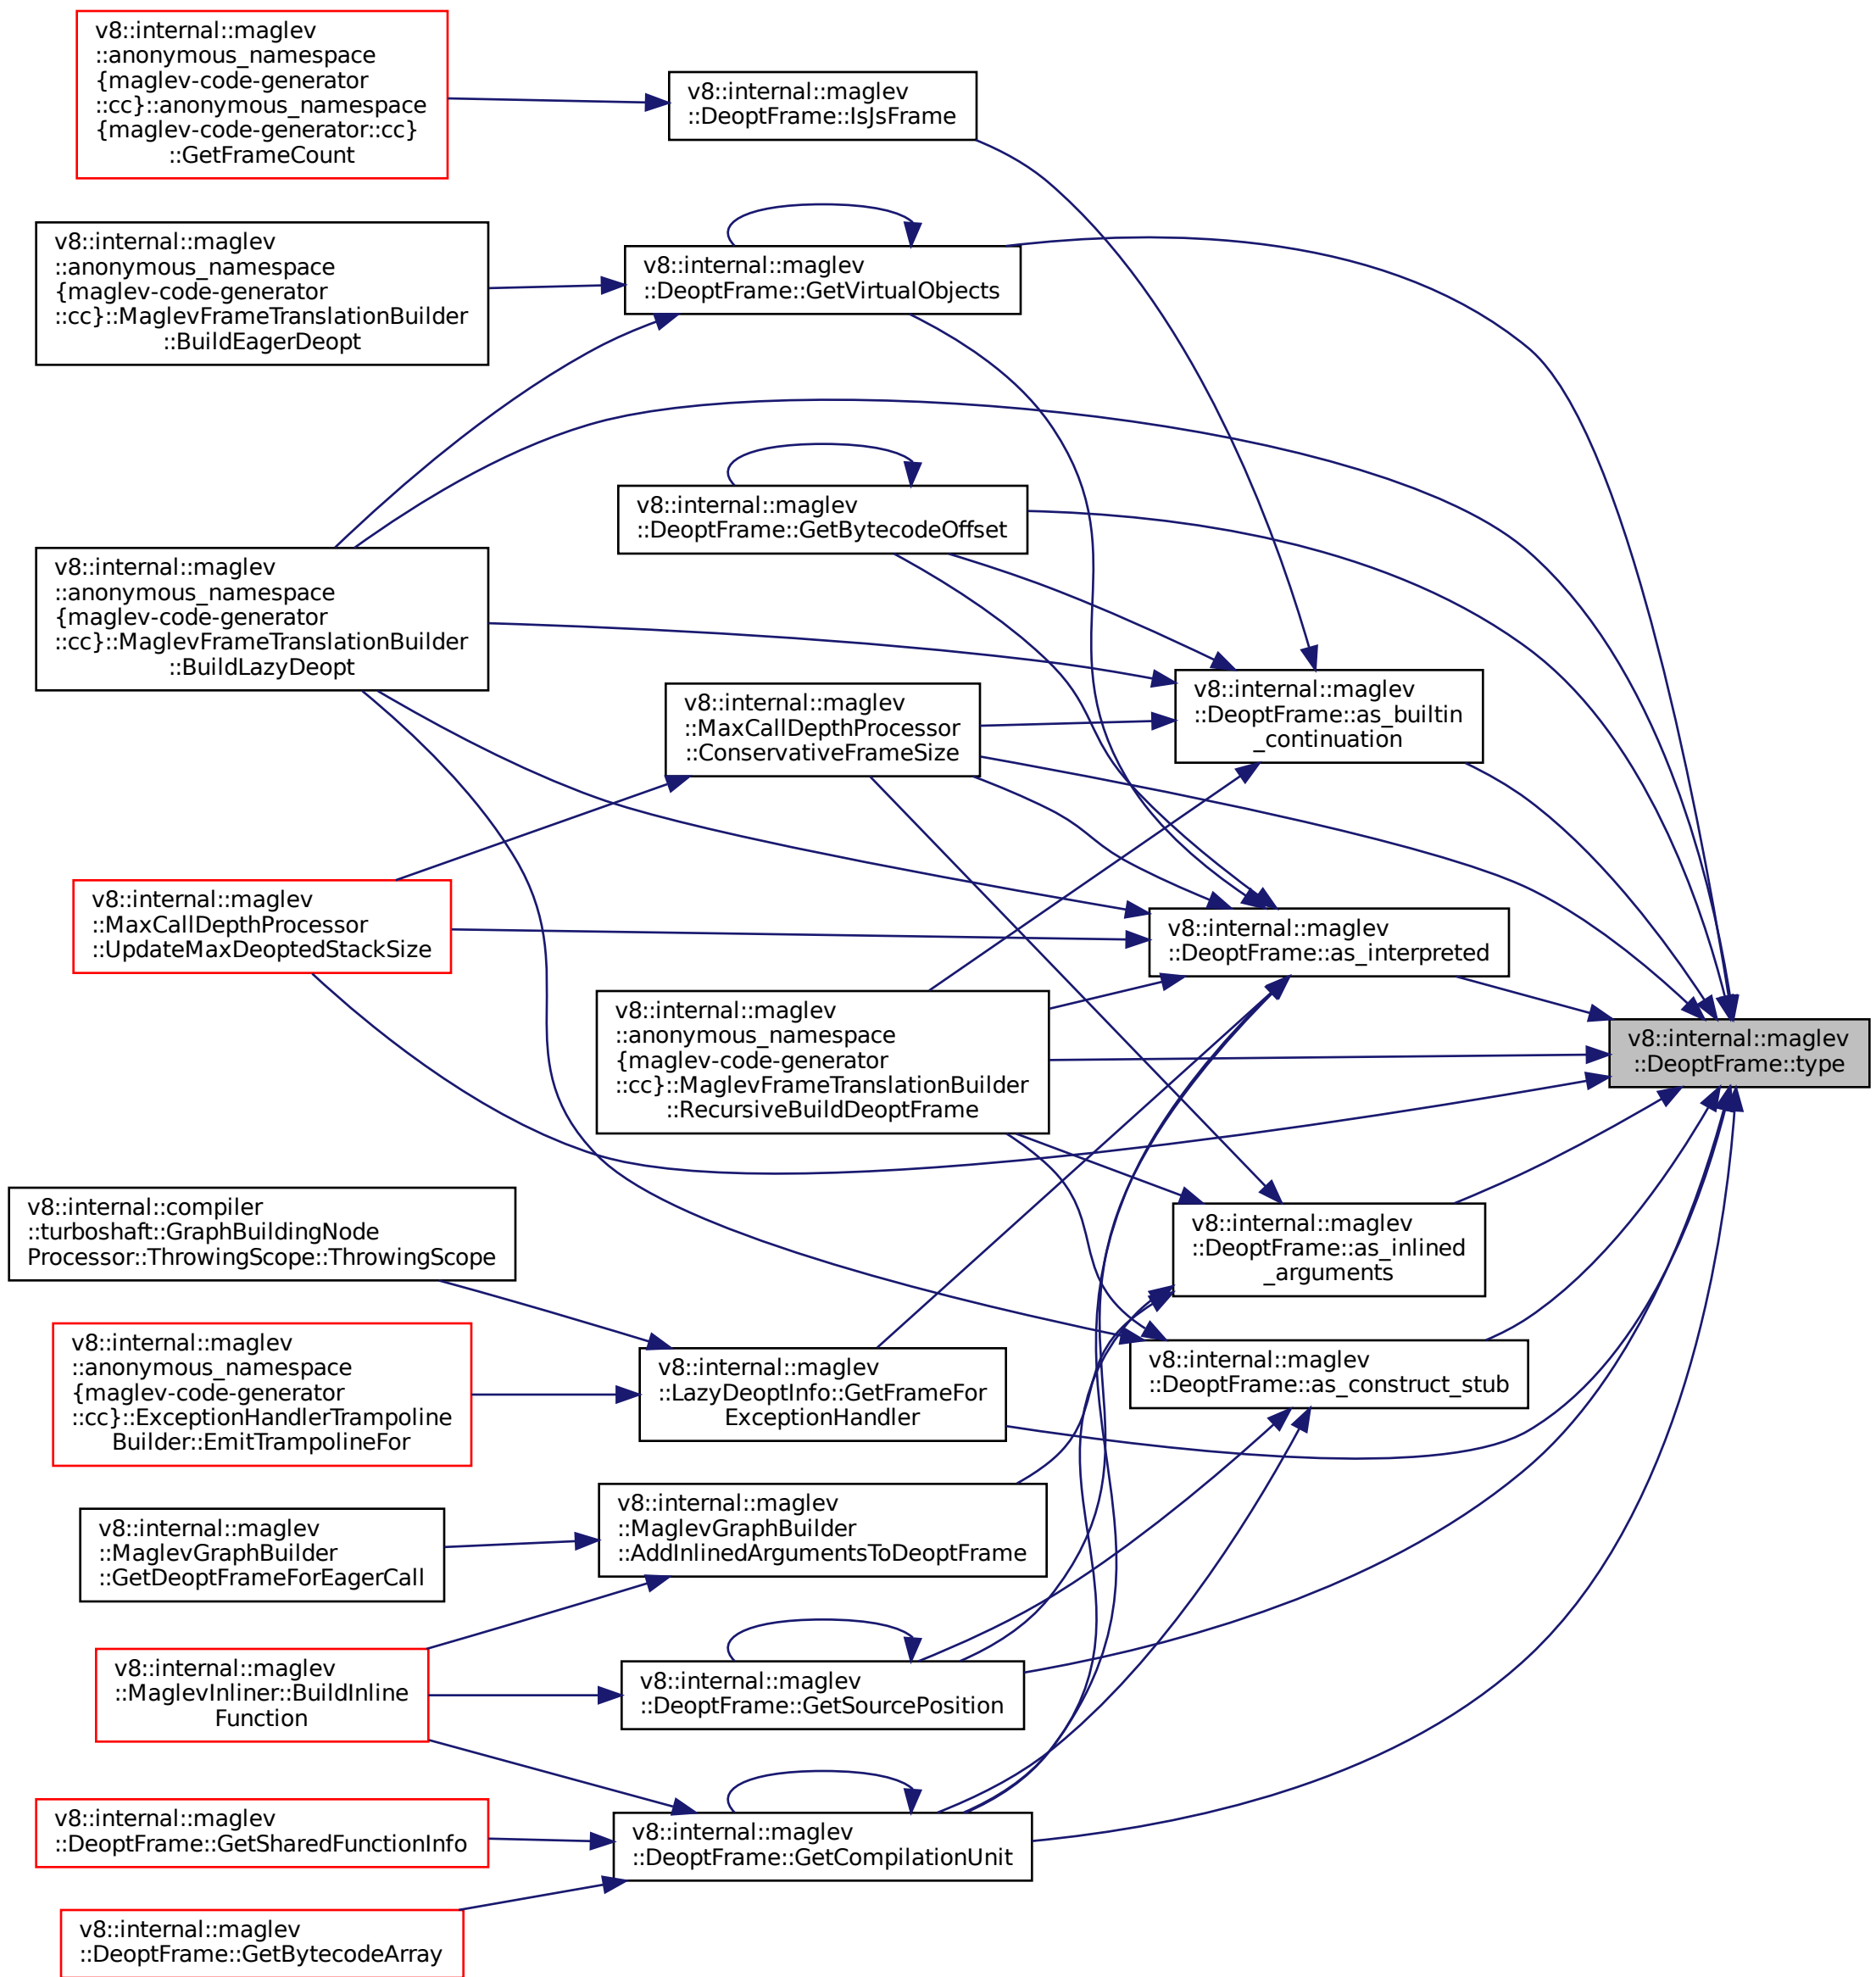 v8::internal::maglev
::anonymous_namespace
{maglev-code-generator
::cc}::anonymous_namespace
{maglev-code-generator::cc}
::GetFrameCount
v8::internal::maglev
::DeoptFrame::IsJsFrame
v8::internal::maglev
::anonymous_namespace
{maglev-code-generator
::cc}::MaglevFrameTranslationBuilder
::BuildEagerDeopt
v8::internal::maglev
::DeoptFrame::GetVirtualObjects
v8::internal::maglev
::DeoptFrame::GetBytecodeOffset
v8::internal::maglev
::anonymous_namespace
{maglev-code-generator
::cc}::MaglevFrameTranslationBuilder
::BuildLazyDeopt
v8::internal::maglev
::MaxCallDepthProcessor
::ConservativeFrameSize
v8::internal::maglev
::DeoptFrame::as_builtin
_continuation
v8::internal::maglev
::MaxCallDepthProcessor
::UpdateMaxDeoptedStackSize
v8::internal::maglev
::DeoptFrame::as_interpreted
v8::internal::maglev
::anonymous_namespace
{maglev-code-generator
::cc}::MaglevFrameTranslationBuilder
::RecursiveBuildDeoptFrame
v8::internal::maglev
::DeoptFrame::type
v8::internal::compiler
::turboshaft::GraphBuildingNode
Processor::ThrowingScope::ThrowingScope
v8::internal::maglev
::DeoptFrame::as_inlined
_arguments
v8::internal::maglev
::anonymous_namespace
{maglev-code-generator
::cc}::ExceptionHandlerTrampoline
Builder::EmitTrampolineFor
v8::internal::maglev
::LazyDeoptInfo::GetFrameFor
ExceptionHandler
v8::internal::maglev
::DeoptFrame::as_construct_stub
v8::internal::maglev
::MaglevGraphBuilder
::GetDeoptFrameForEagerCall
v8::internal::maglev
::MaglevGraphBuilder
::AddInlinedArgumentsToDeoptFrame
v8::internal::maglev
::MaglevInliner::BuildInline
Function
v8::internal::maglev
::DeoptFrame::GetSourcePosition
v8::internal::maglev
::DeoptFrame::GetSharedFunctionInfo
v8::internal::maglev
::DeoptFrame::GetCompilationUnit
v8::internal::maglev
::DeoptFrame::GetBytecodeArray